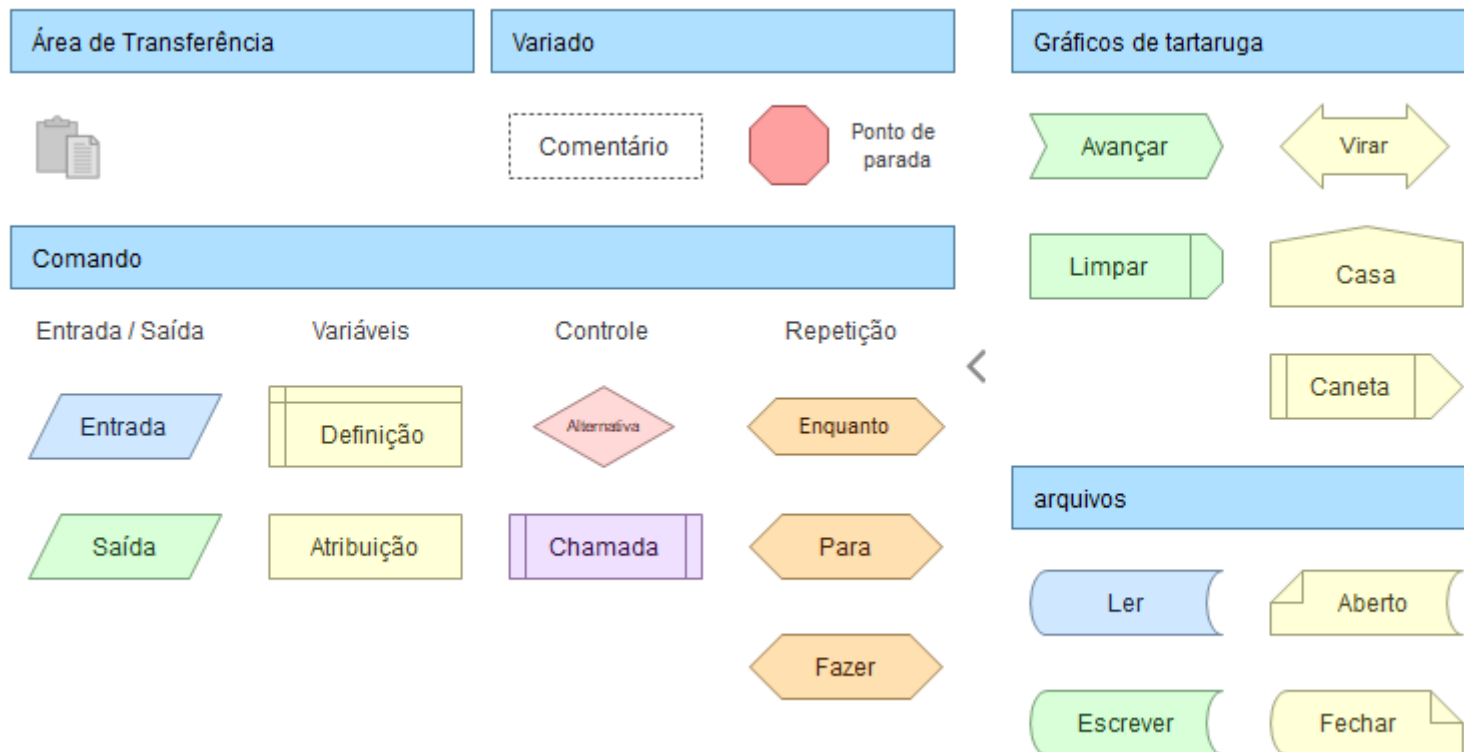 Área de Transferência
Variado
Gráficos de tartaruga
Comentário
Ponto de
parada
Avançar
Virar
Limpar
Casa
Caneta
Comando
Entrada / Saída
Variáveis
Controle
Repetição
Entrada
Definição
Alternativa
Enquanto
Saída
Atribuição
Chamada
Para
Fazer
arquivos
Ler
Aberto
Escrever
Fechar